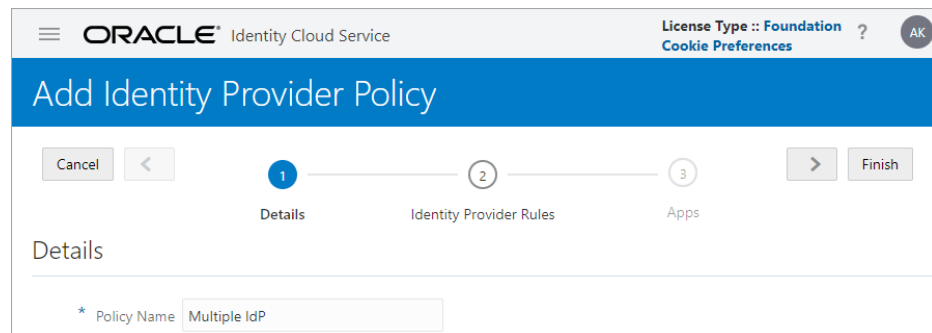 ORACLE® Identity Cloud Service
License Type :: Foundation ?
Cookie Preferences
AK
Add Identity Provider Policy
Cancel < 1 2 3 > Finish
Details Identity Provider Rules Apps
Details
* Policy Name Multiple IdP